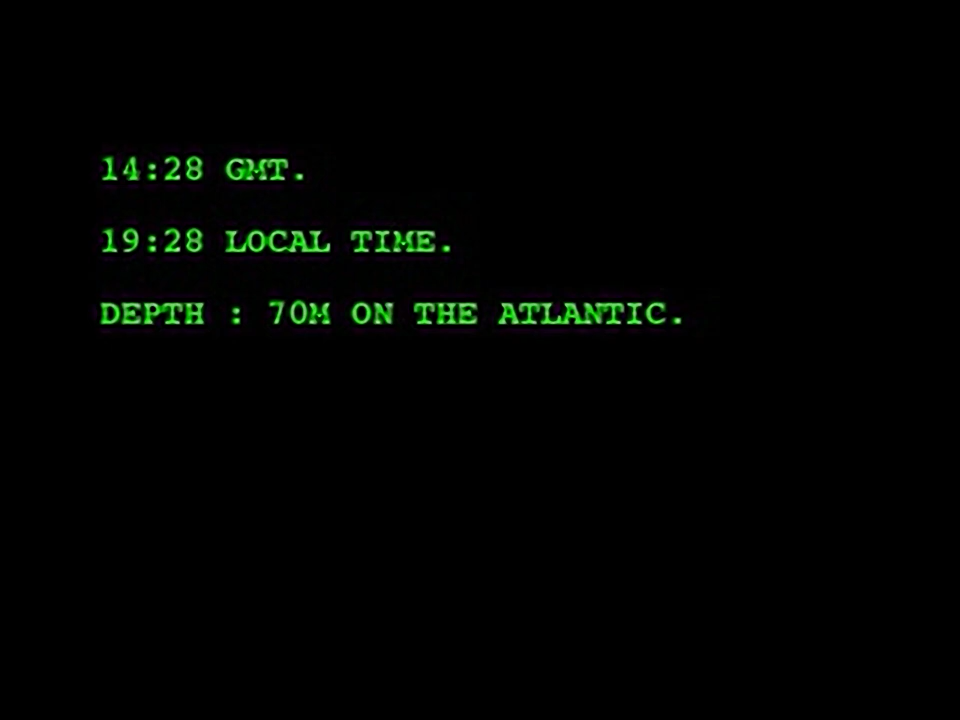 14:28 GMT.
19:28 LOCAL TIME.
DEPTH : 70M ON THE ATLANTIC.